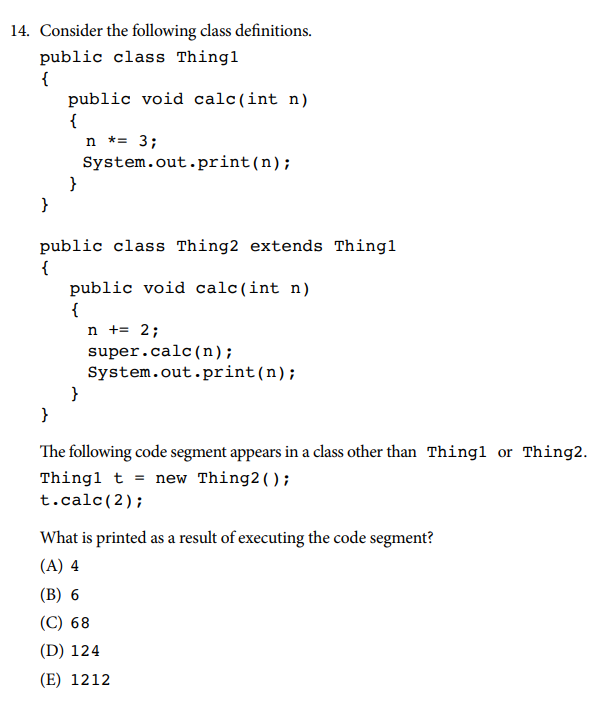 14. Consider the following class definitions.
public class Thing1
{
public void calc(int n)
{
n *= 3;
System.out.print(n);
}
}
public class Thing2 extends Thing1
{
public void calc(int n)
{
n += 2;
super.calc(n);
System.out.print(n);
}
}
The following code segment appears in a class other than Thing1 or Thing2.
Thing1 t = new Thing2();
t.calc(2);
What is printed as a result of executing the code segment?
(A) 4
(B) 6
(C) 68
(D) 124
(E) 1212